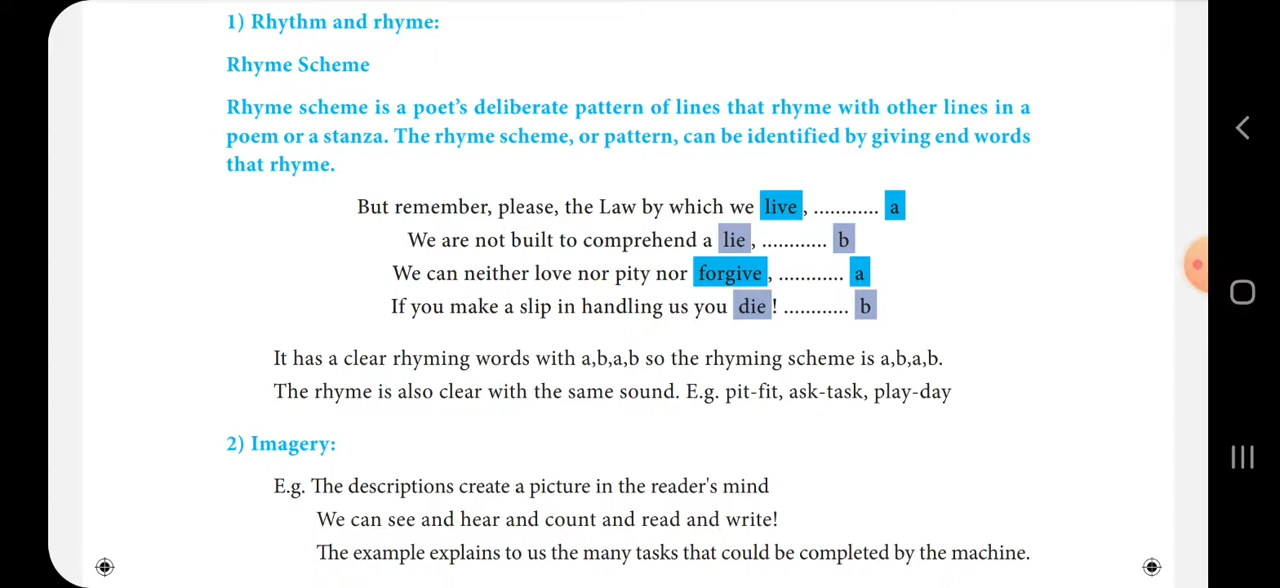 1) Rhythm and rhyme:
Rhyme Scheme
Rhyme scheme is a poet's deliberate pattern of lines that rhyme with other lines in a
poem or a stanza. The rhyme scheme, or pattern, can be identified by giving end words
that rhyme.
But remember, please, the Law by which we live, ............ a
We are not built to comprehend a lie, ............ b
We can neither love nor pity nor forgive, ............ a
If you make a slip in handling us you die! ............ b
It has a clear rhyming words with a,b,a,b so the rhyming scheme is a,b,a,b.
The rhyme is also clear with the same sound. E.g. pit-fit, ask-task, play-day
2) Imagery:
E.g. The descriptions create a picture in the reader's mind
We can see and hear and count and read and write!
The example explains to us the many tasks that could be completed by the machine.